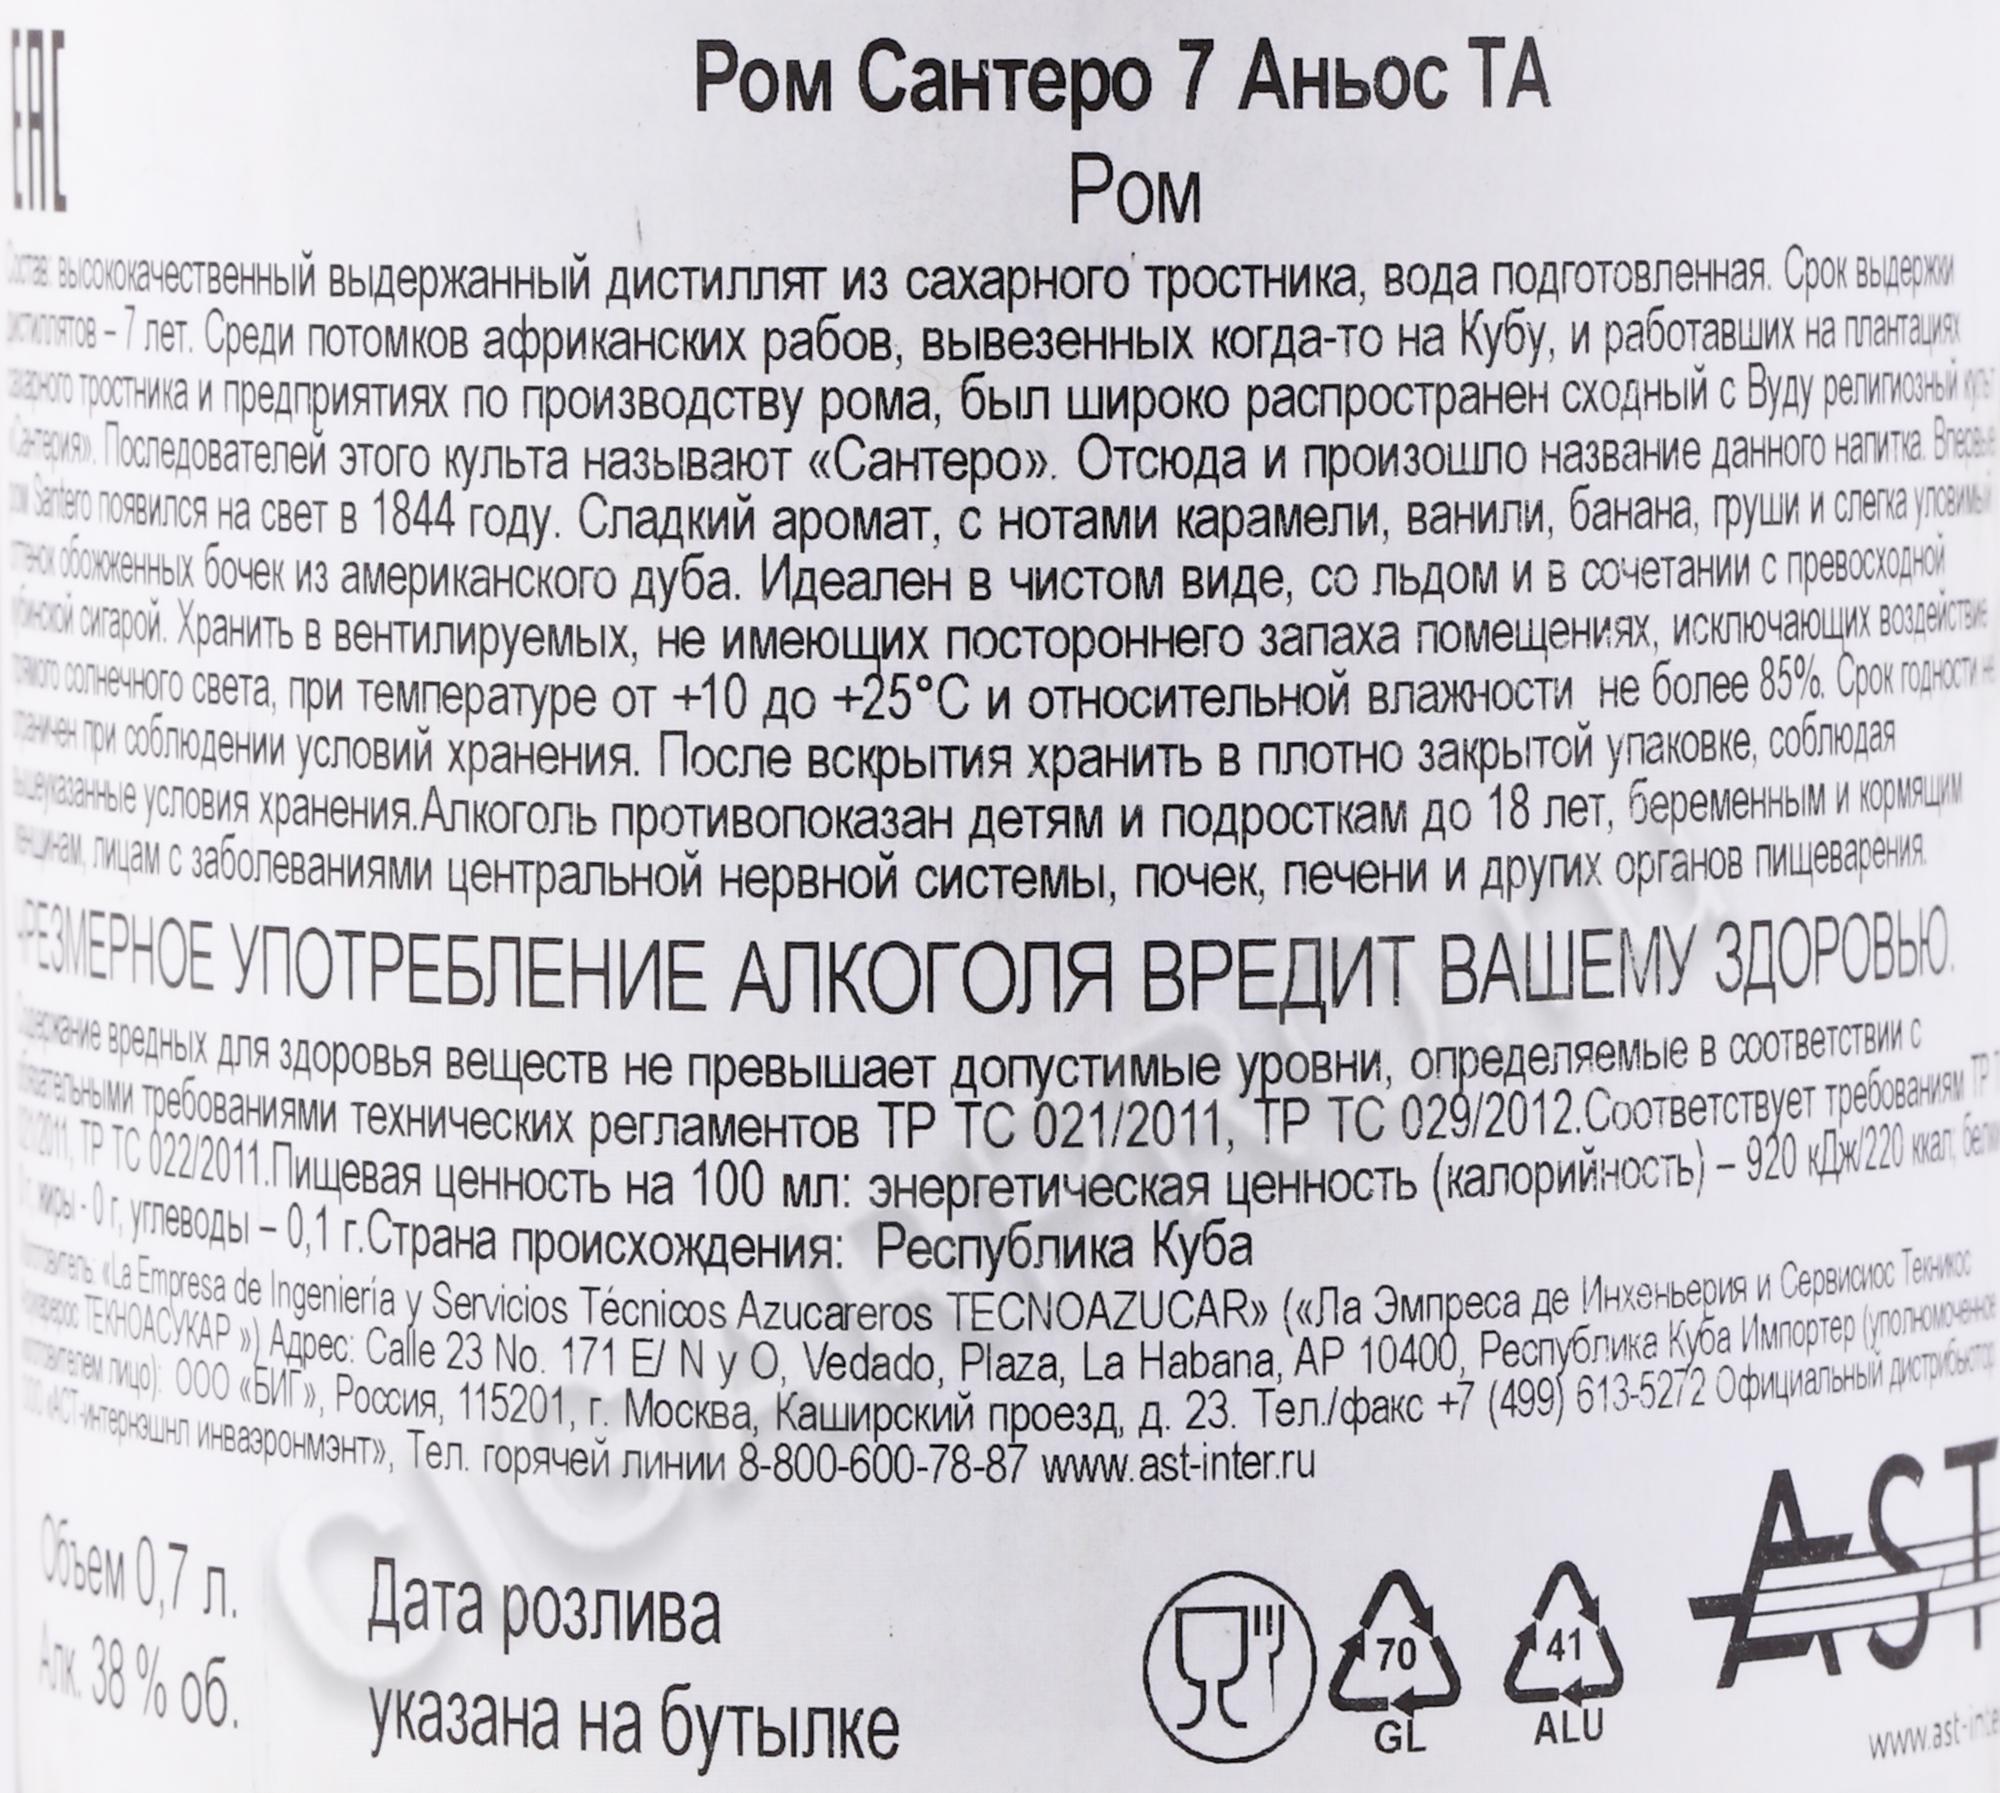 ЕАС
Ром Сантеро 7 Аньос ТА
Ром
Состав: высококачественный выдержанный дистиллят из сахарного тростника, вода подготовленная. Срок выдержки
дистиллятов – 7 лет. Среди потомков африканских рабов, вывезенных когда-то на Кубу, и работавших на плантациях
сахарного тростника и предприятиях по производству рома, был широко распространен сходный с Вуду религиозный культ
«Сантерия». Последователей этого культа называют «Сантеро». Отсюда и произошло название данного напитка. Впервые
ром Santero появился на свет в 1844 году. Сладкий аромат, с нотами карамели, ванили, банана, груши и слегка уловимый
оттенок обожженных бочек из американского дуба. Идеален в чистом виде, со льдом и в сочетании с превосходной
кубинской сигарой. Хранить в вентилируемых, не имеющих постороннего запаха помещениях, исключающих воздействие
прямого солнечного света, при температуре от +10 до +25°С и относительной влажности не более 85%. Срок годности не
ограничен при соблюдении условий хранения. После вскрытия хранить в плотно закрытой упаковке, соблюдая
вышеуказанные условия хранения.Алкоголь противопоказан детям и подросткам до 18 лет, беременным и кормящим
женщинам, лицам с заболеваниями центральной нервной системы, почек, печени и других органов пищеварения.
ЧРЕЗМЕРНОЕ УПОТРЕБЛЕНИЕ АЛКОГОЛЯ ВРЕДИТ ВАШЕМУ ЗДОРОВЬЮ.
Содержание вредных для здоровья веществ не превышает допустимые уровни, определяемые в соответствии с
обязательными требованиями технических регламентов ТР ТС 021/2011, ТР ТС 029/2012.Соответствует требованиям ТР Т
021/2011, ТР ТС 022/2011.Пищевая ценность на 100 мл: энергетическая ценность (калорийность) – 920 кДж/220 ккал; белки
0 г, жиры - 0 г, углеводы – 0,1 г.Страна происхождения: Республика Куба
Изготовитель: «La Empresa de Ingeniería y Servicios Técnicos Azucareros TECNOAZUCAR» («Ла Эмпреса де Инхеньерия и Сервисиос Текникос
ТЕКНОАСУКАР ») Адрес: Calle 23 No. 171 E/ N y O, Vedado, Plaza, La Habana, AP 10400, Республика Куба Импортер (уполномоченное
изготовителем лицо): ООО «БИГ», Россия, 115201, г. Москва, Каширский проезд, д. 23. Тел./факс +7 (499) 613-5272 Официальный дистрибьютор
ООО «АСТ-интернэшнл инваэронмэнт», Тел. горячей линии 8-800-600-78-87 www.ast-inter.ru
Объем 0,7 л.
Алк. 38 % об.
Дата розлива
указана на бутылке
70
GL
41
ALU
AST
www.ast-inte
CIGARPRO.ru